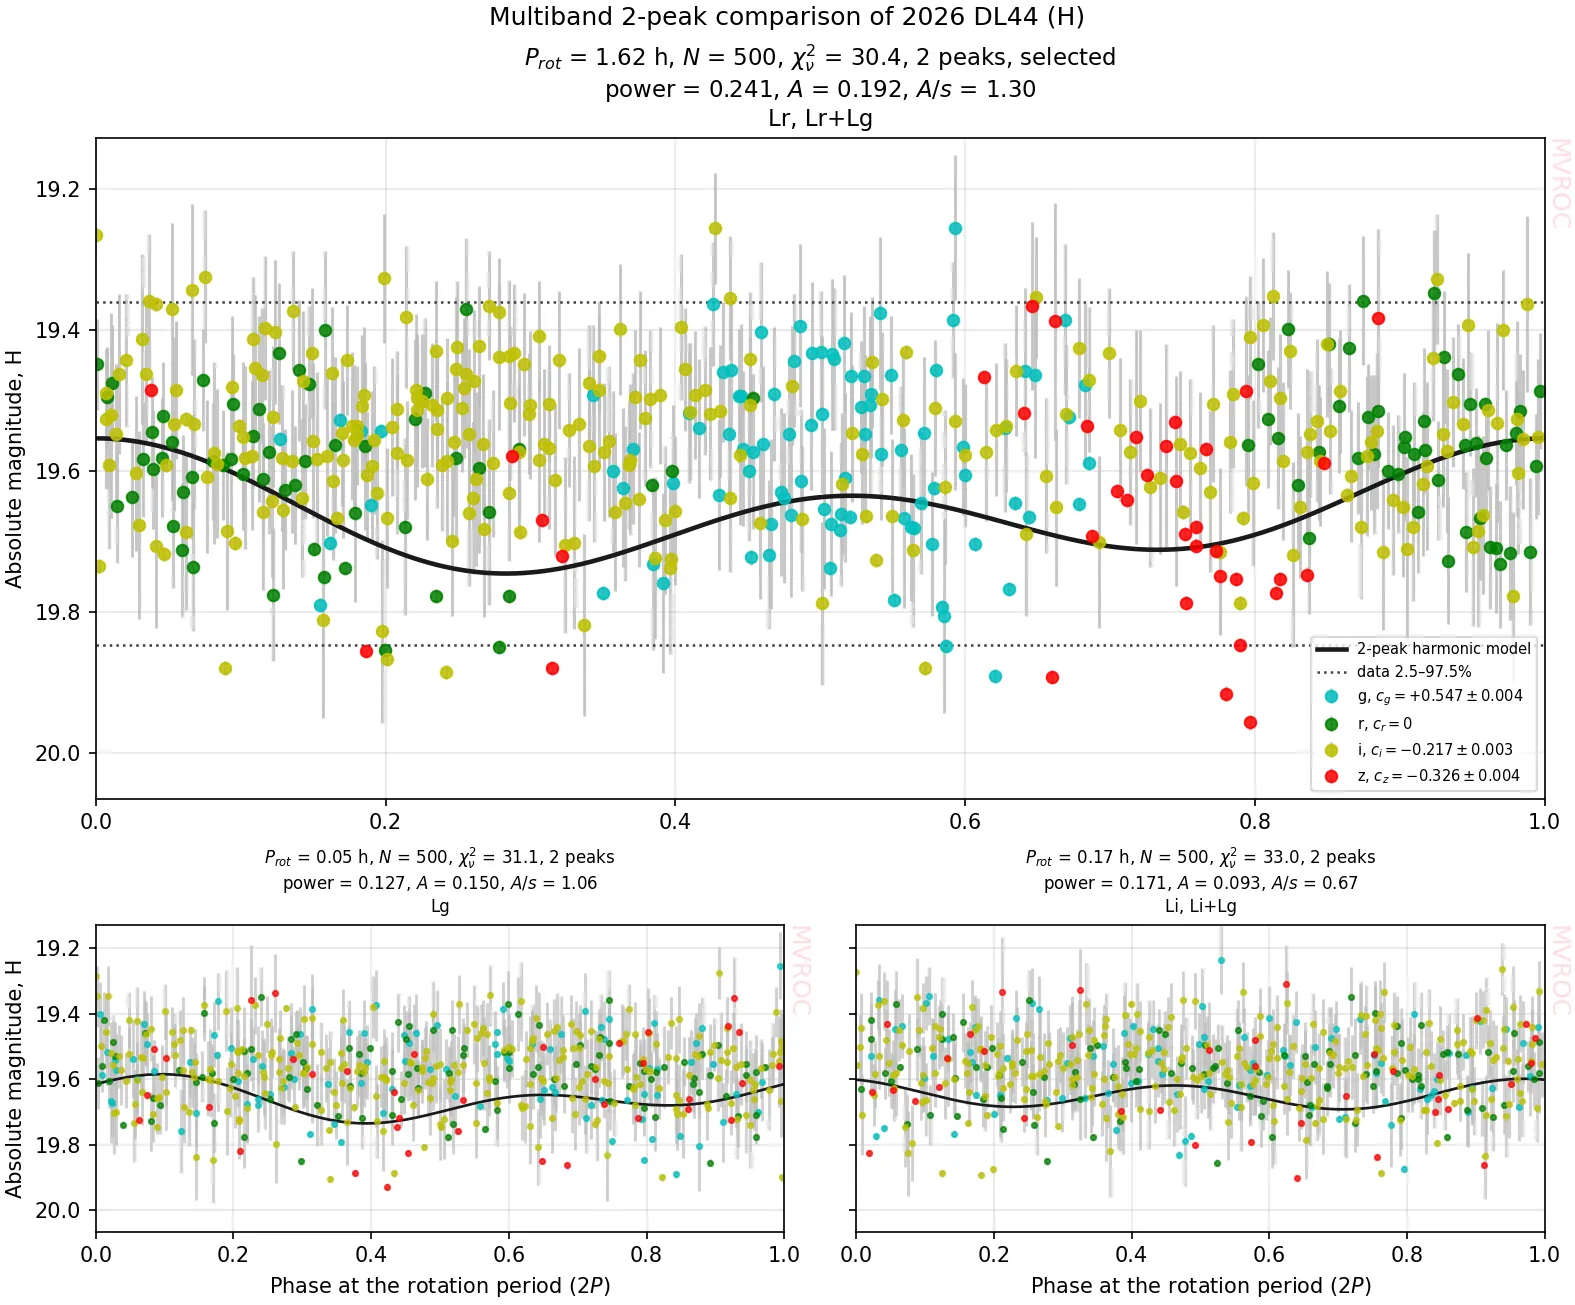 Multiband 2-peak comparison of 2026 DL44 (H)
P_rot = 1.62 h, N = 500, χ²_ν = 30.4, 2 peaks, selected
power = 0.241, A = 0.192, A/s = 1.30
Lr, Lr+Lg
Absolute magnitude, H
19.2
19.4
19.6
19.8
20.0
0.0 0.2 0.4 0.6 0.8 1.0
2-peak harmonic model
data 2.5–97.5%
g, c_g = +0.547 ± 0.004
r, c_r = 0
i, c_i = −0.217 ± 0.003
z, c_z = −0.326 ± 0.004
MVROC
P_rot = 0.05 h, N = 500, χ²_ν = 31.1, 2 peaks
power = 0.127, A = 0.150, A/s = 1.06
Lg
Absolute magnitude, H
19.2
19.4
19.6
19.8
20.0
0.0 0.2 0.4 0.6 0.8 1.0
Phase at the rotation period (2P)
MVROC
P_rot = 0.17 h, N = 500, χ²_ν = 33.0, 2 peaks
power = 0.171, A = 0.093, A/s = 0.67
Li, Li+Lg
0.0 0.2 0.4 0.6 0.8 1.0
Phase at the rotation period (2P)
MVROC